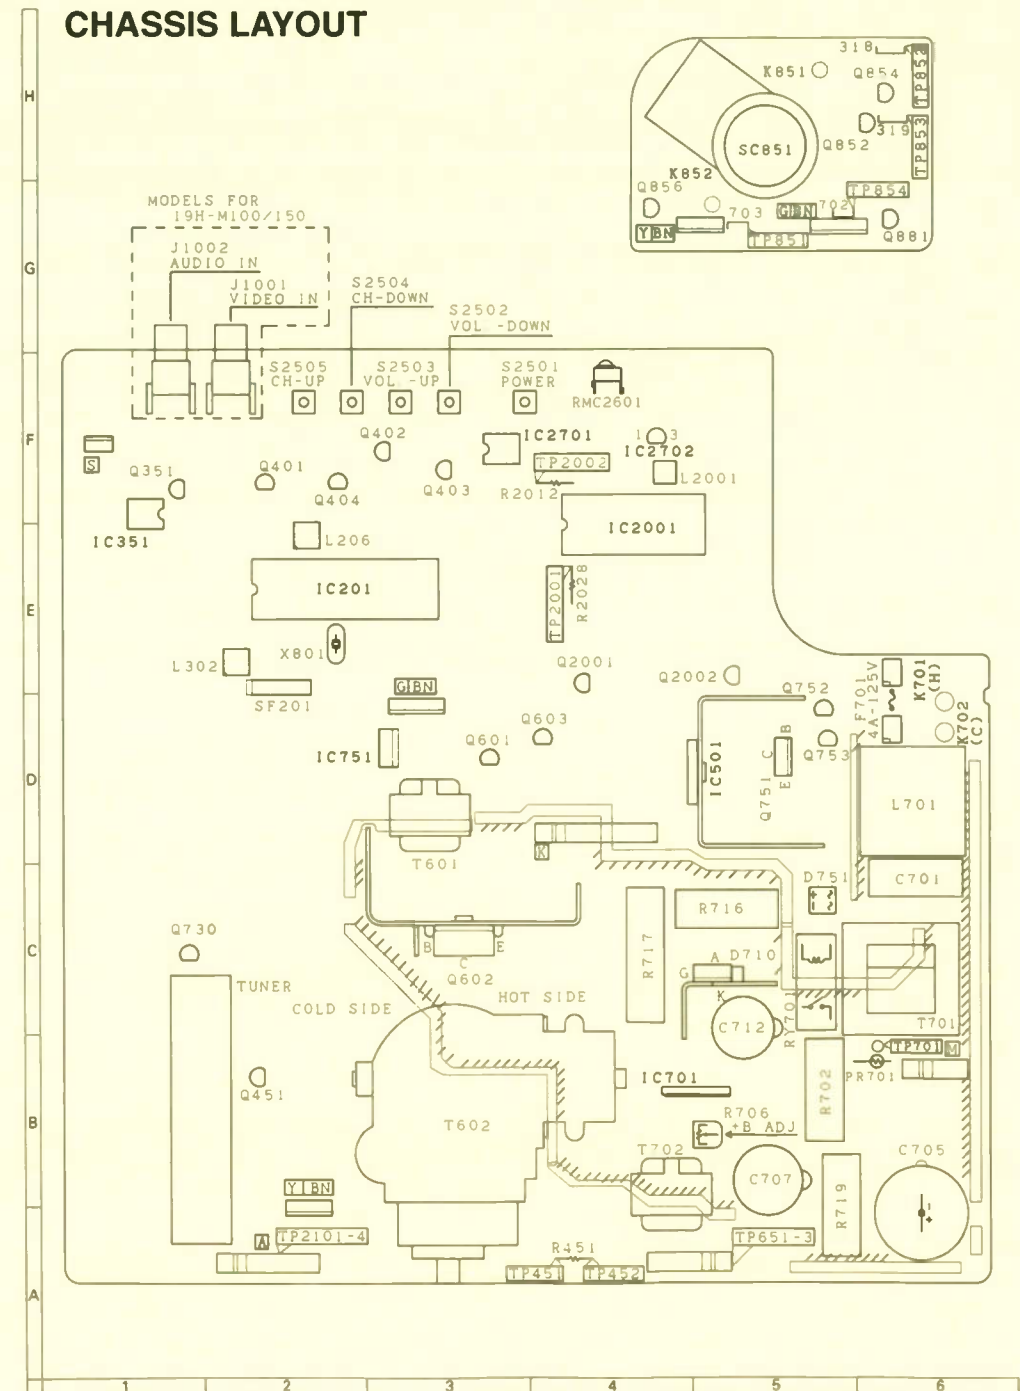 CHASSIS LAYOUT
318
K851
Q854
TP852
H
319
SC851
Q852
TP853
K852
Q856
TP854
MODELS FOR
19H-M100/150
703
GBN
702
YBN
TP851
Q881
J1002
AUDIO IN
G
J1001
VIDEO IN
S2504
CH-DOWN
S2502
VOL -DOWN
S2505
CH-UP
S2503
VOL -UP
S2501
POWER
RMC2601
Q402
IC2701
1
3
IC2702
F
S
Q351
Q401
Q404
Q403
TP2002
R2012
L2001
IC351
L206
IC2001
IC201
E
TP2001
R2028
L302
X801
Q2001
Q2002
GBN
SF201
Q752
F701
4A-125V
K701
(H)
K702
(C)
Q603
IC751
Q601
IC501
B
C
E
Q751
Q753
D
L701
T601
K
D751
C701
R716
Q730
C
B
E
C
Q602
R717
A
D710
G
K
TUNER
COLD SIDE
HOT SIDE
C712
RY701
T701
TP701
M
PR701
Q451
IC701
R702
B
T602
R706
+B ADJ
T702
C707
C705
R719
YBN
A
TP2101-4
R451
TP651-3
TP451
TP452
A
1
2
3
4
5
6